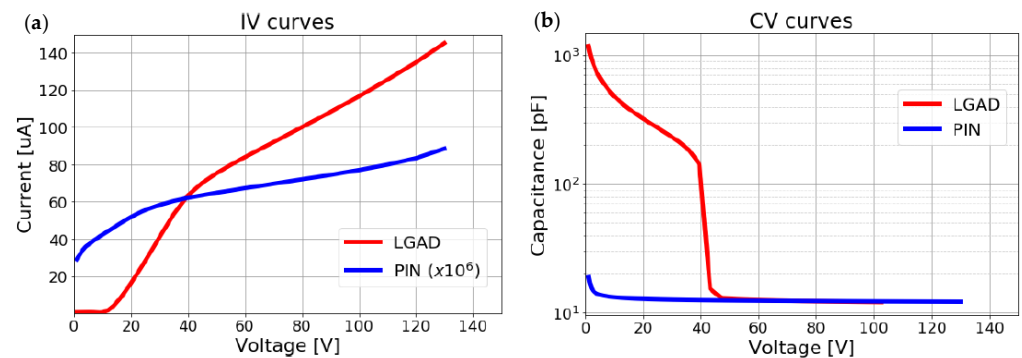 (a) IV curves
Current [uA]
140
120
100
80
60
40
20
0 20 40 60 80 100 120 140
Voltage [V]
LGAD
PIN (x10⁶)
(b) CV curves
Capacitance [pF]
10³
10²
10¹
0 20 40 60 80 100 120 140
Voltage [V]
LGAD
PIN